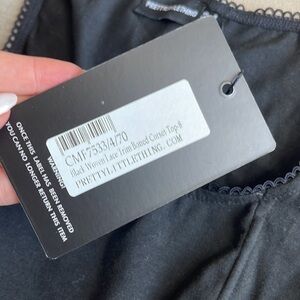 PRETTYLITTLETHING
CMF7533/4/70
Black Woven Lace Trim Boned Corset Top 8
PRETTYLITTLETHING.COM
WARNING!
ONCE THIS LABEL HAS BEEN REMOVED
YOU CAN NO LONGER RETURN THIS ITEM